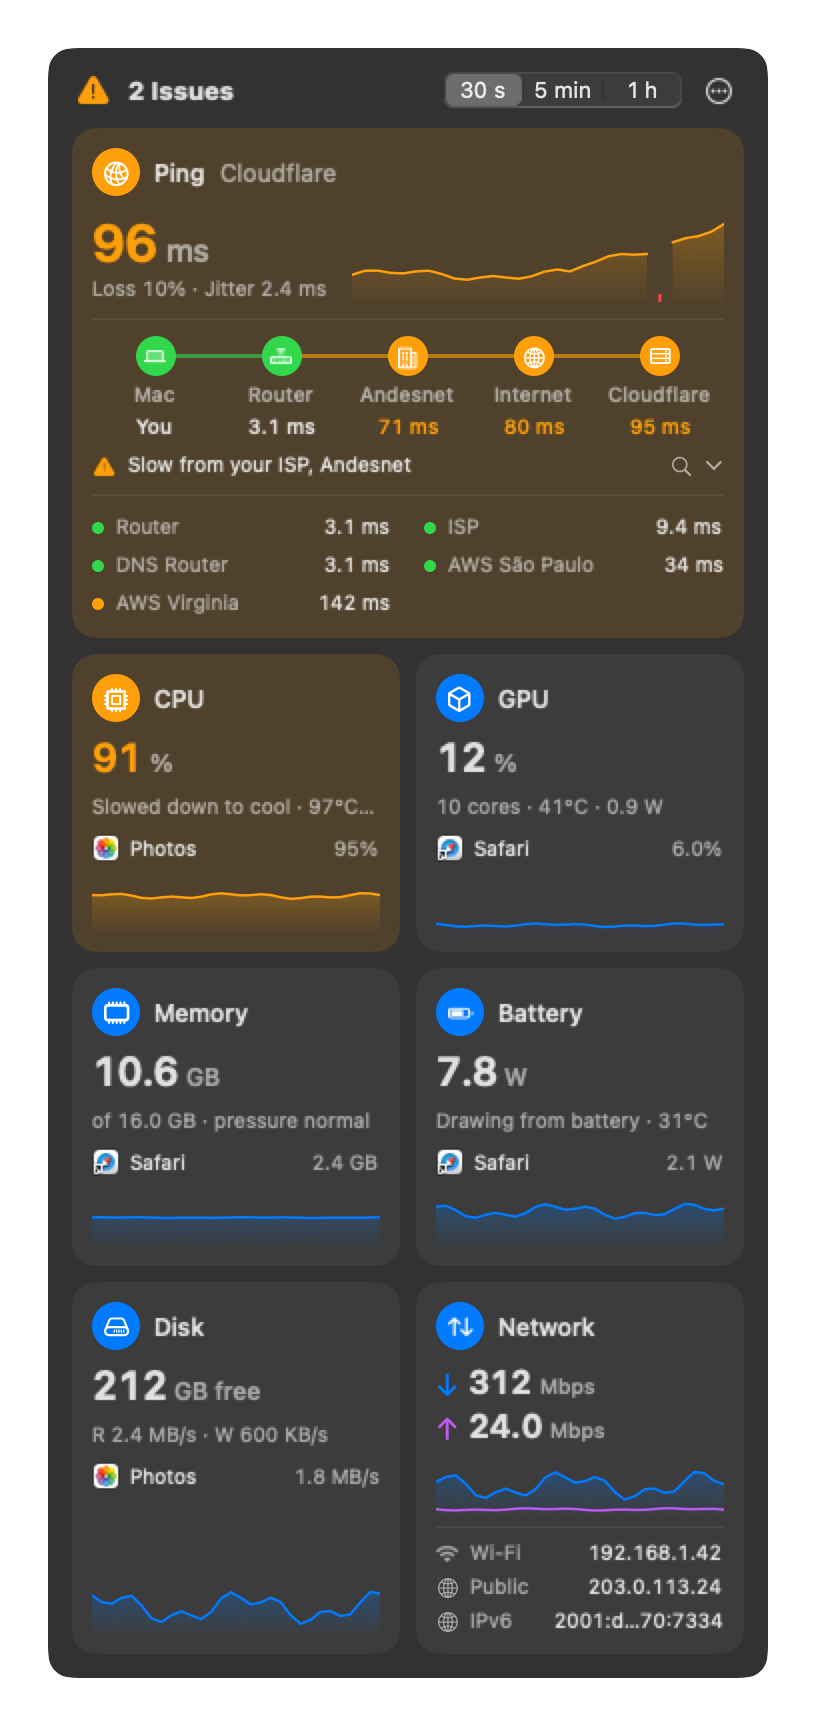 2 Issues
30 s 5 min 1 h
Ping Cloudflare
96 ms
Loss 10% · Jitter 2.4 ms
Mac Router Andesnet Internet Cloudflare
You 3.1 ms 71 ms 80 ms 95 ms
Slow from your ISP, Andesnet
Router 3.1 ms ISP 9.4 ms
DNS Router 3.1 ms AWS São Paulo 34 ms
AWS Virginia 142 ms
CPU
91 %
Slowed down to cool · 97°C...
Photos 95%
GPU
12 %
10 cores · 41°C · 0.9 W
Safari 6.0%
Memory
10.6 GB
of 16.0 GB · pressure normal
Safari 2.4 GB
Battery
7.8 W
Drawing from battery · 31°C
Safari 2.1 W
Disk
212 GB free
R 2.4 MB/s · W 600 KB/s
Photos 1.8 MB/s
Network
↓ 312 Mbps
↑ 24.0 Mbps
Wi-Fi 192.168.1.42
Public 203.0.113.24
IPv6 2001:d...70:7334